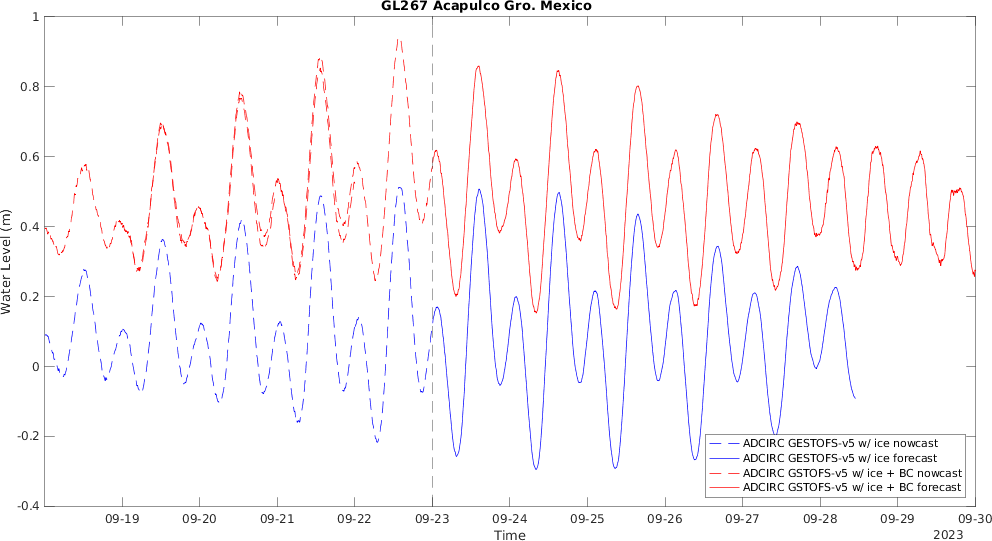 GL267 Acapulco Gro. Mexico
Water Level (m)
1
0.8
0.6
0.4
0.2
0
-0.2
-0.4
ADCIRC GESTOFS-v5 w/ ice nowcast
ADCIRC GESTOFS-v5 w/ ice forecast
ADCIRC GSTOFS-v5 w/ ice + BC nowcast
ADCIRC GSTOFS-v5 w/ ice + BC forecast
09-19 09-20 09-21 09-22 09-23 09-24 09-25 09-26 09-27 09-28 09-29 09-30
Time
2023